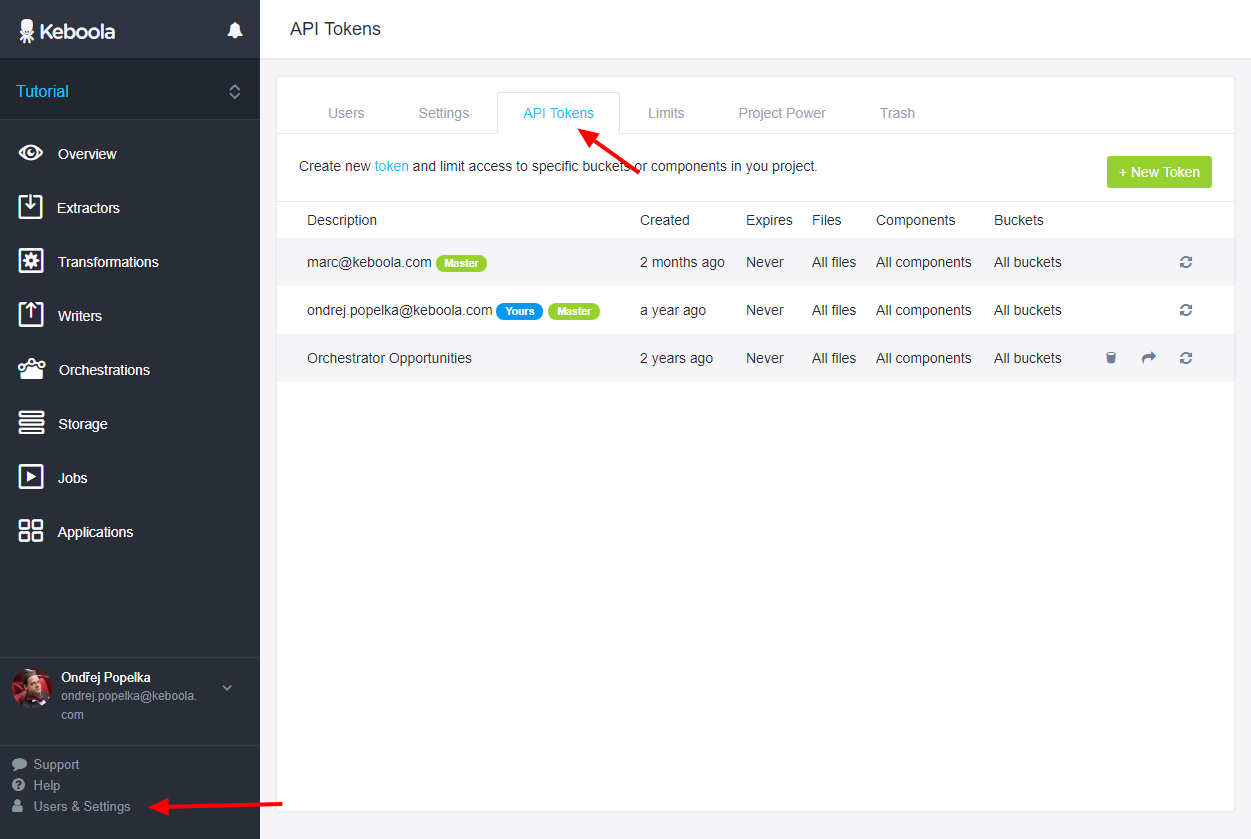 Keboola
API Tokens
Tutorial
Users Settings API Tokens Limits Project Power Trash
Overview
Create new token and limit access to specific buckets or components in you project.
+ New Token
Extractors
Description Created Expires Files Components Buckets
Transformations
marc@keboola.com Master 2 months ago Never All files All components All buckets
Writers
ondrej.popelka@keboola.com Yours Master a year ago Never All files All components All buckets
Orchestrations
Orchestrator Opportunities 2 years ago Never All files All components All buckets
Storage
Jobs
Applications
Ondřej Popelka
ondrej.popelka@keboola.
com
Support
Help
Users & Settings